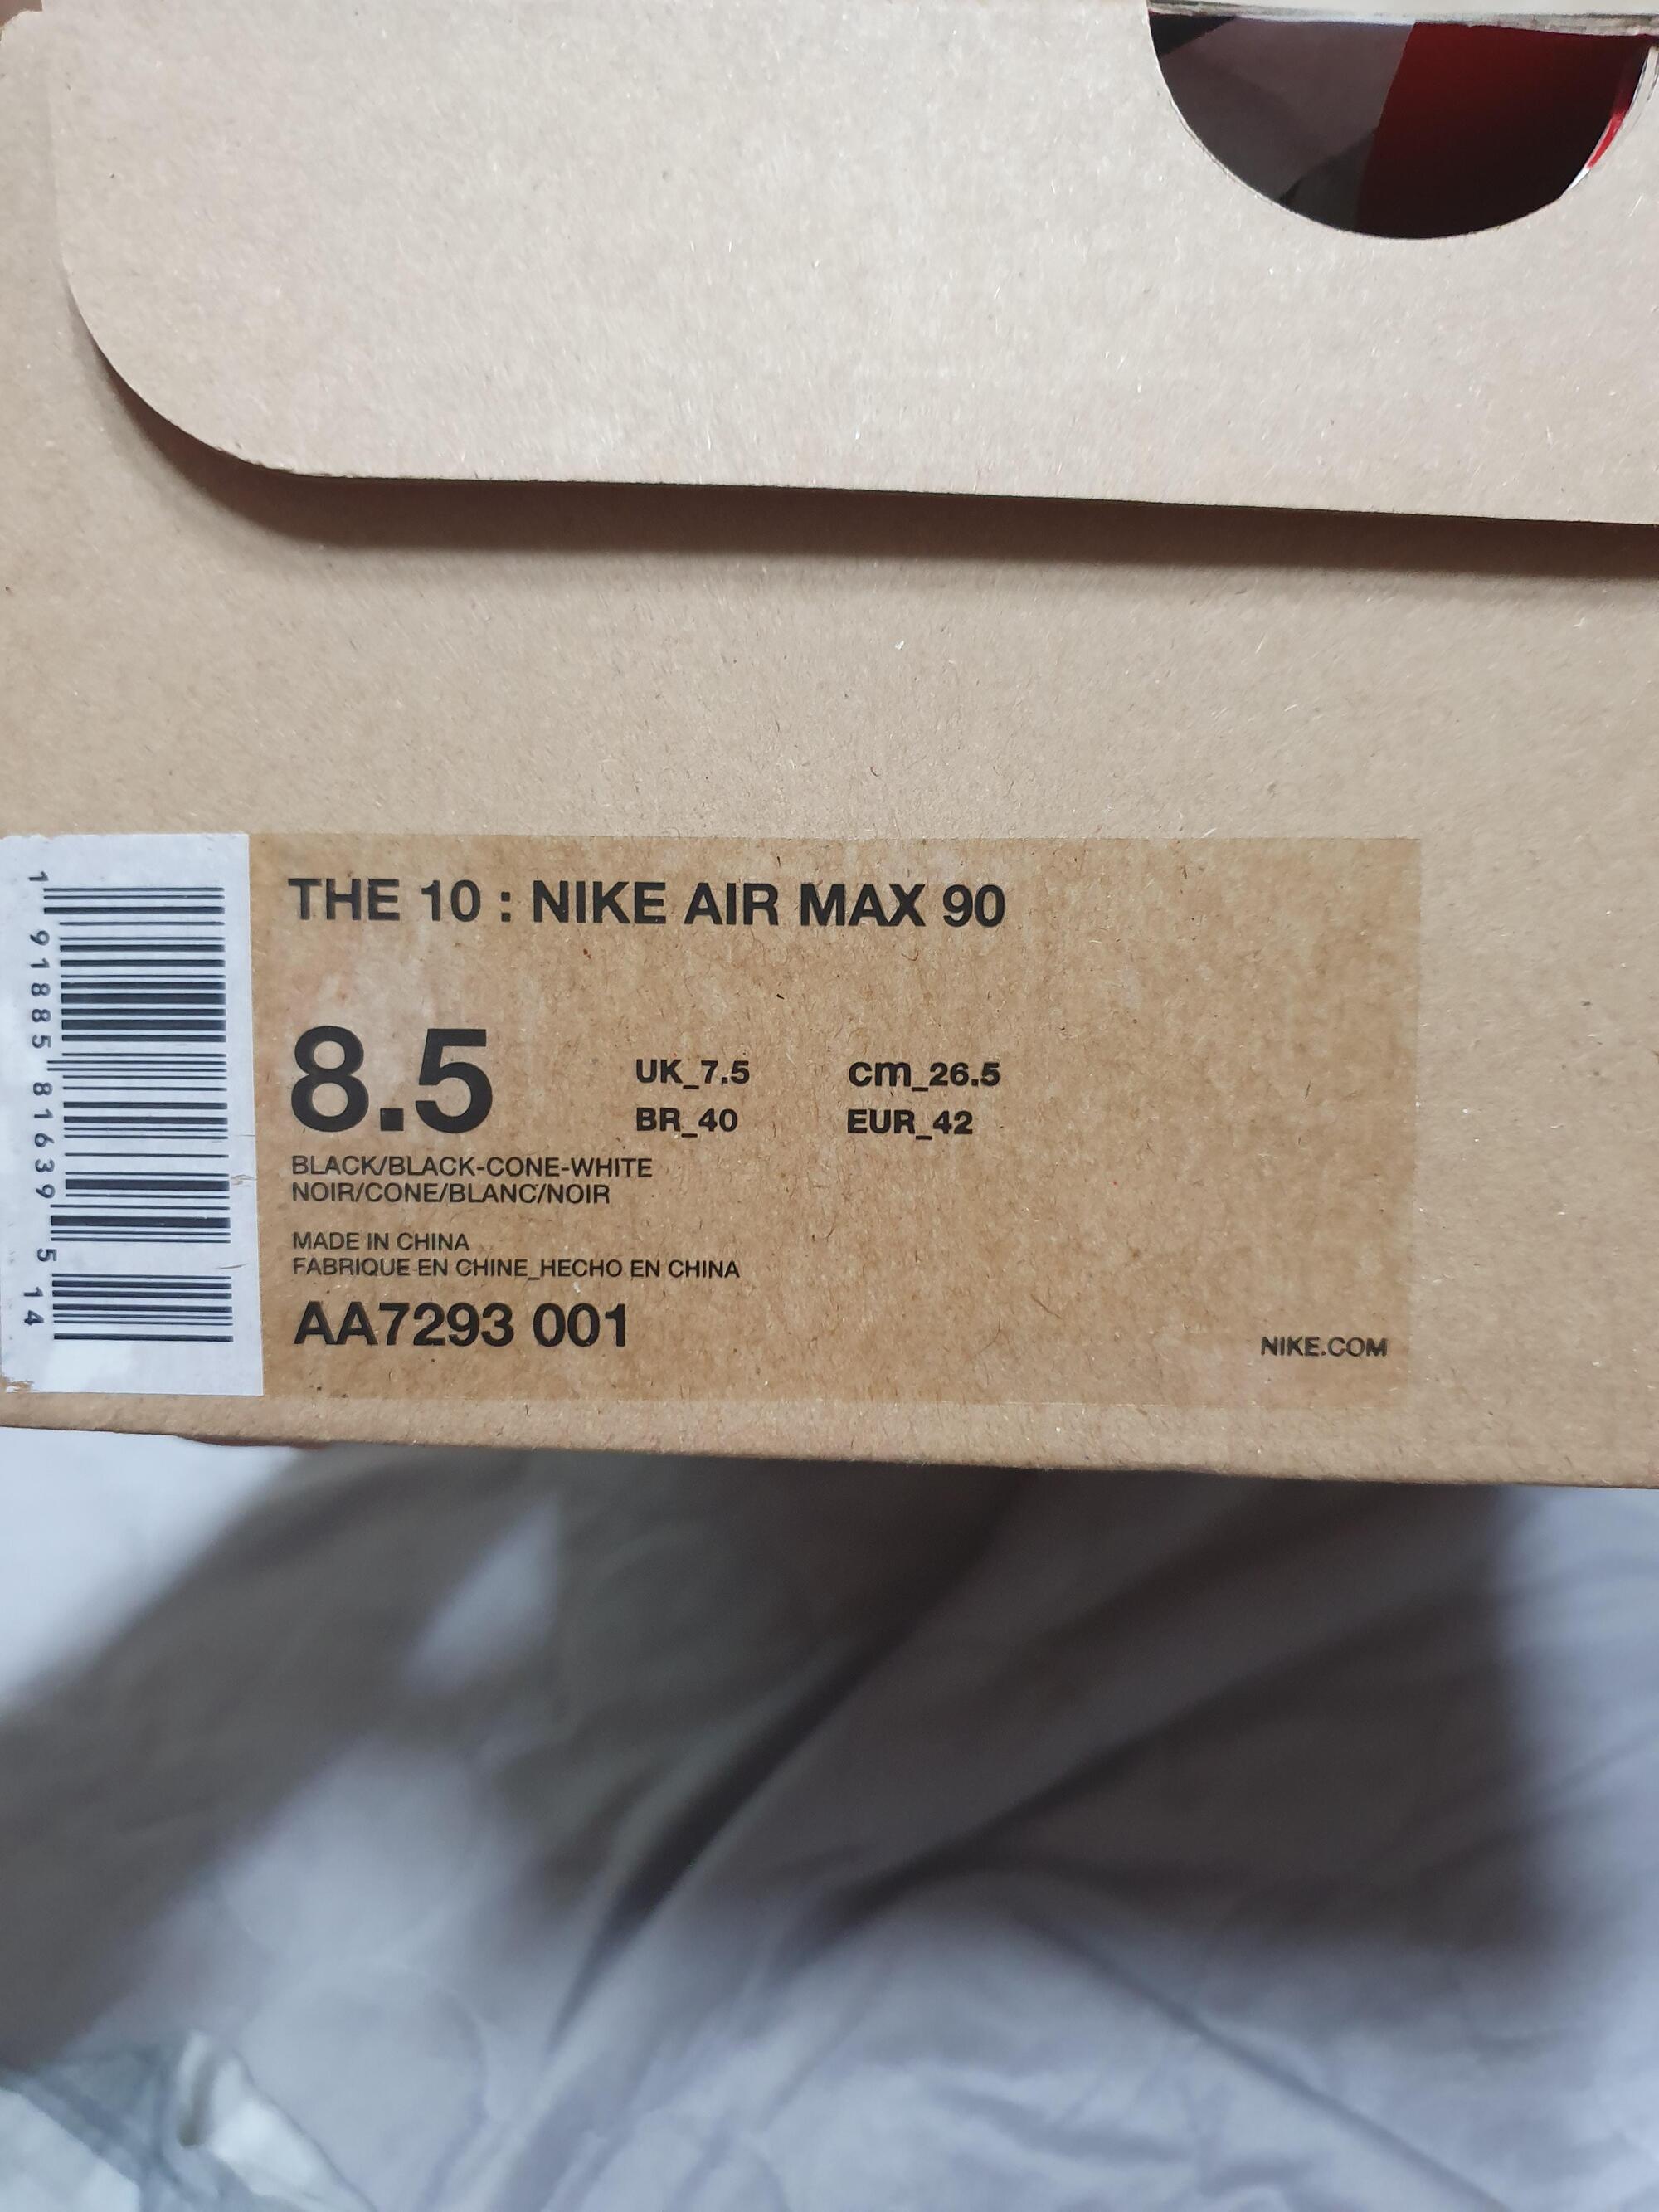 THE 10 : NIKE AIR MAX 90
8.5
UK_7.5 cm_26.5
BR_40 EUR_42
BLACK/BLACK-CONE-WHITE
NOIR/CONE/BLANC/NOIR
MADE IN CHINA
FABRIQUE EN CHINE_HECHO EN CHINA
AA7293 001
NIKE.COM
1 91885 81639 5 14